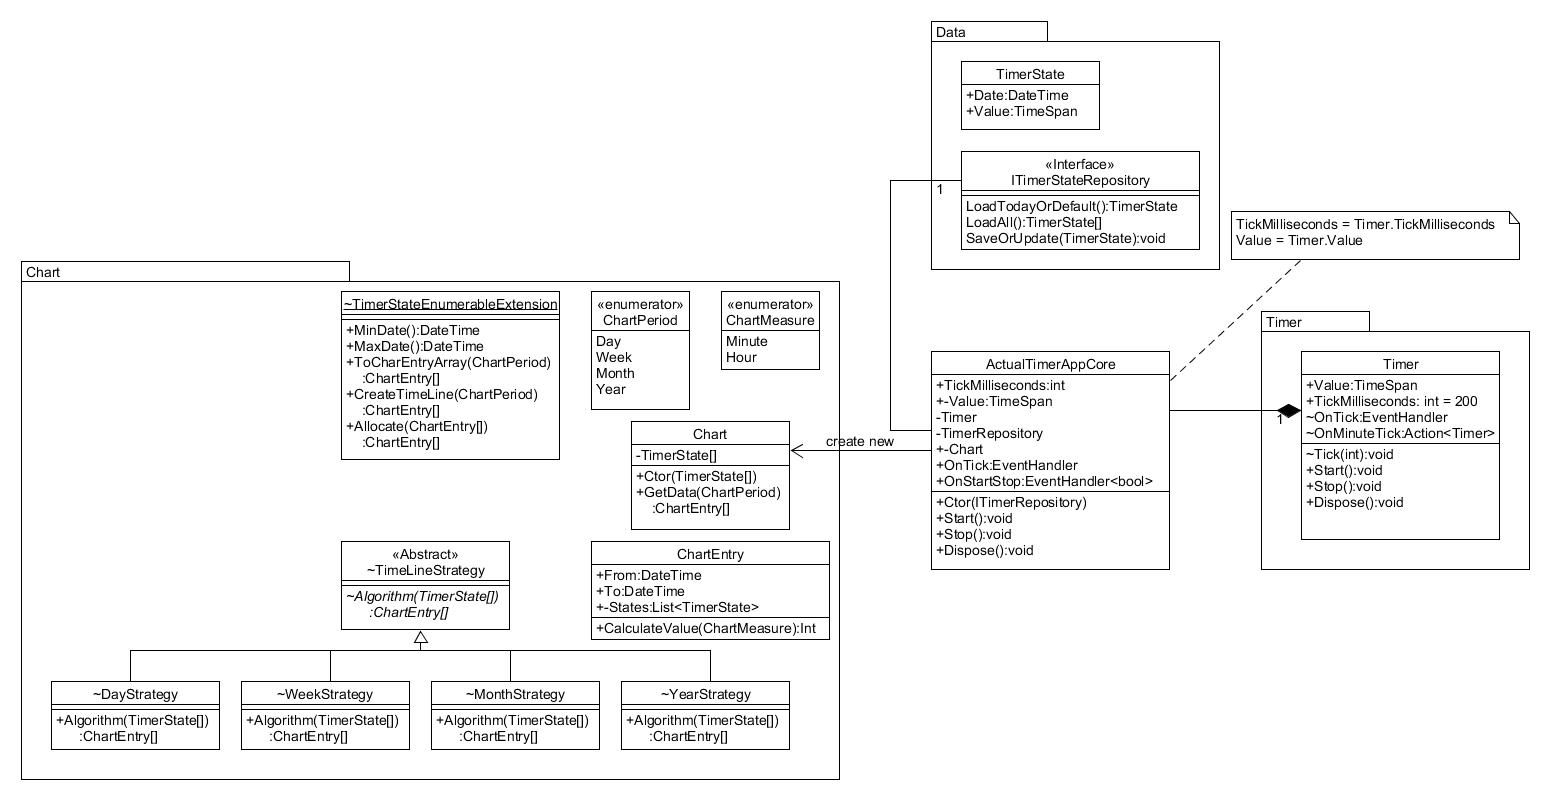 Data
TimerState
+Date:DateTime
+Value:TimeSpan
«Interface»
ITimerStateRepository
LoadTodayOrDefault():TimerState
LoadAll():TimerState[]
SaveOrUpdate(TimerState):void
1
TickMilliseconds = Timer.TickMilliseconds
Value = Timer.Value
Chart
~TimerStateEnumerableExtension
+MinDate():DateTime
+MaxDate():DateTime
+ToCharEntryArray(ChartPeriod)
:ChartEntry[]
+CreateTimeLine(ChartPeriod)
:ChartEntry[]
+Allocate(ChartEntry[])
:ChartEntry[]
«enumerator»
ChartPeriod
Day
Week
Month
Year
«enumerator»
ChartMeasure
Minute
Hour
Chart
-TimerState[]
+Ctor(TimerState[])
+GetData(ChartPeriod)
:ChartEntry[]
create new
ActualTimerAppCore
+TickMilliseconds:int
+-Value:TimeSpan
-Timer
-TimerRepository
+-Chart
+OnTick:EventHandler
+OnStartStop:EventHandler<bool>
+Ctor(ITimerRepository)
+Start():void
+Stop():void
+Dispose():void
1
Timer
Timer
+Value:TimeSpan
+TickMilliseconds: int = 200
~OnTick:EventHandler
~OnMinuteTick:Action<Timer>
~Tick(int):void
+Start():void
+Stop():void
+Dispose():void
«Abstract»
~TimeLineStrategy
~Algorithm(TimerState[])
:ChartEntry[]
ChartEntry
+From:DateTime
+To:DateTime
+-States:List<TimerState>
+CalculateValue(ChartMeasure):Int
~DayStrategy
+Algorithm(TimerState[])
:ChartEntry[]
~WeekStrategy
+Algorithm(TimerState[])
:ChartEntry[]
~MonthStrategy
+Algorithm(TimerState[])
:ChartEntry[]
~YearStrategy
+Algorithm(TimerState[])
:ChartEntry[]